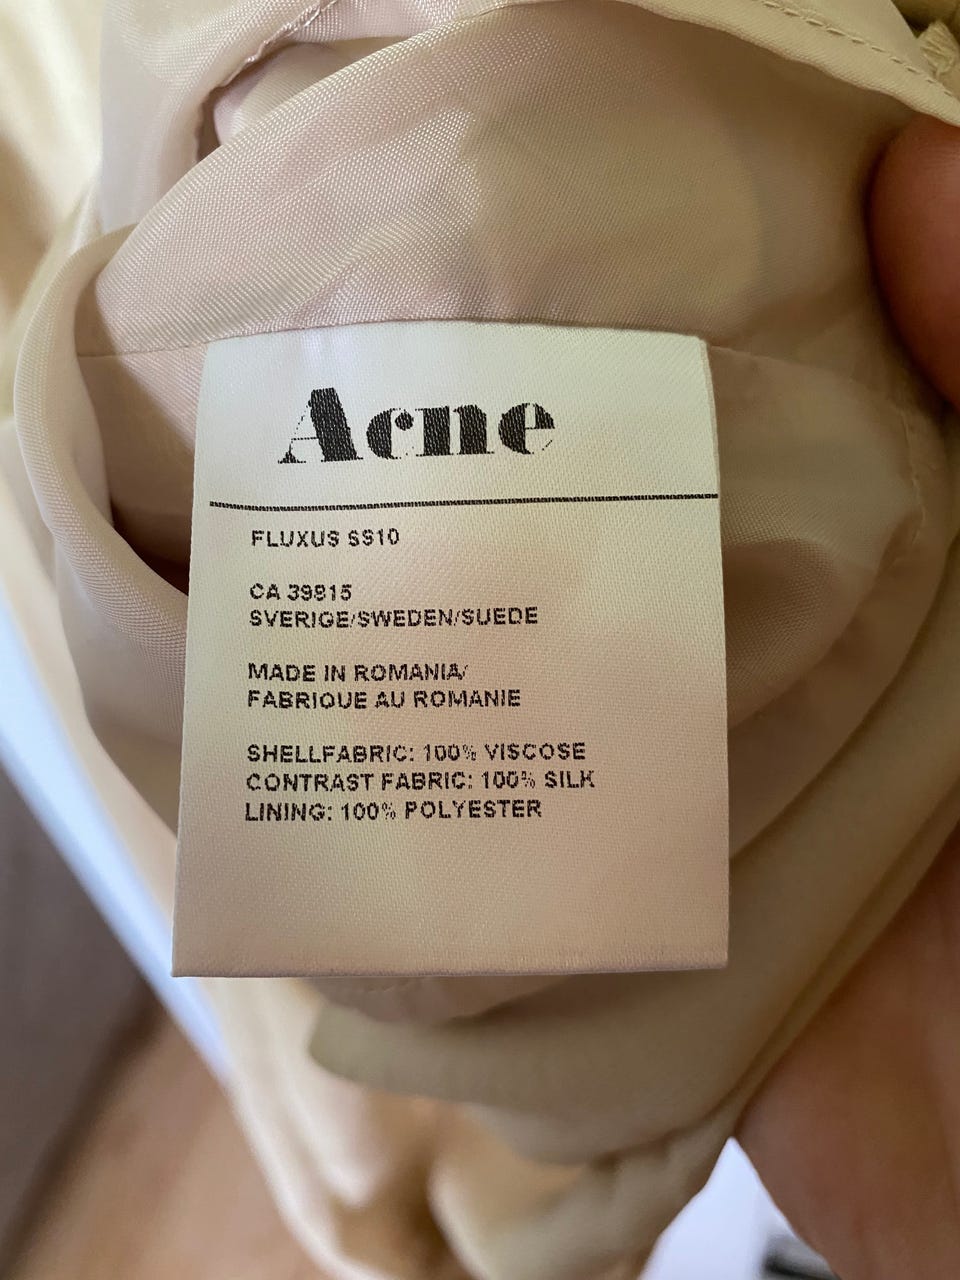 Acne
FLUXUS SS10
CA 39815
SVERIGE/SWEDEN/SUEDE
MADE IN ROMANIA/
FABRIQUE AU ROMANIE
SHELLFABRIC: 100% VISCOSE
CONTRAST FABRIC: 100% SILK
LINING: 100% POLYESTER